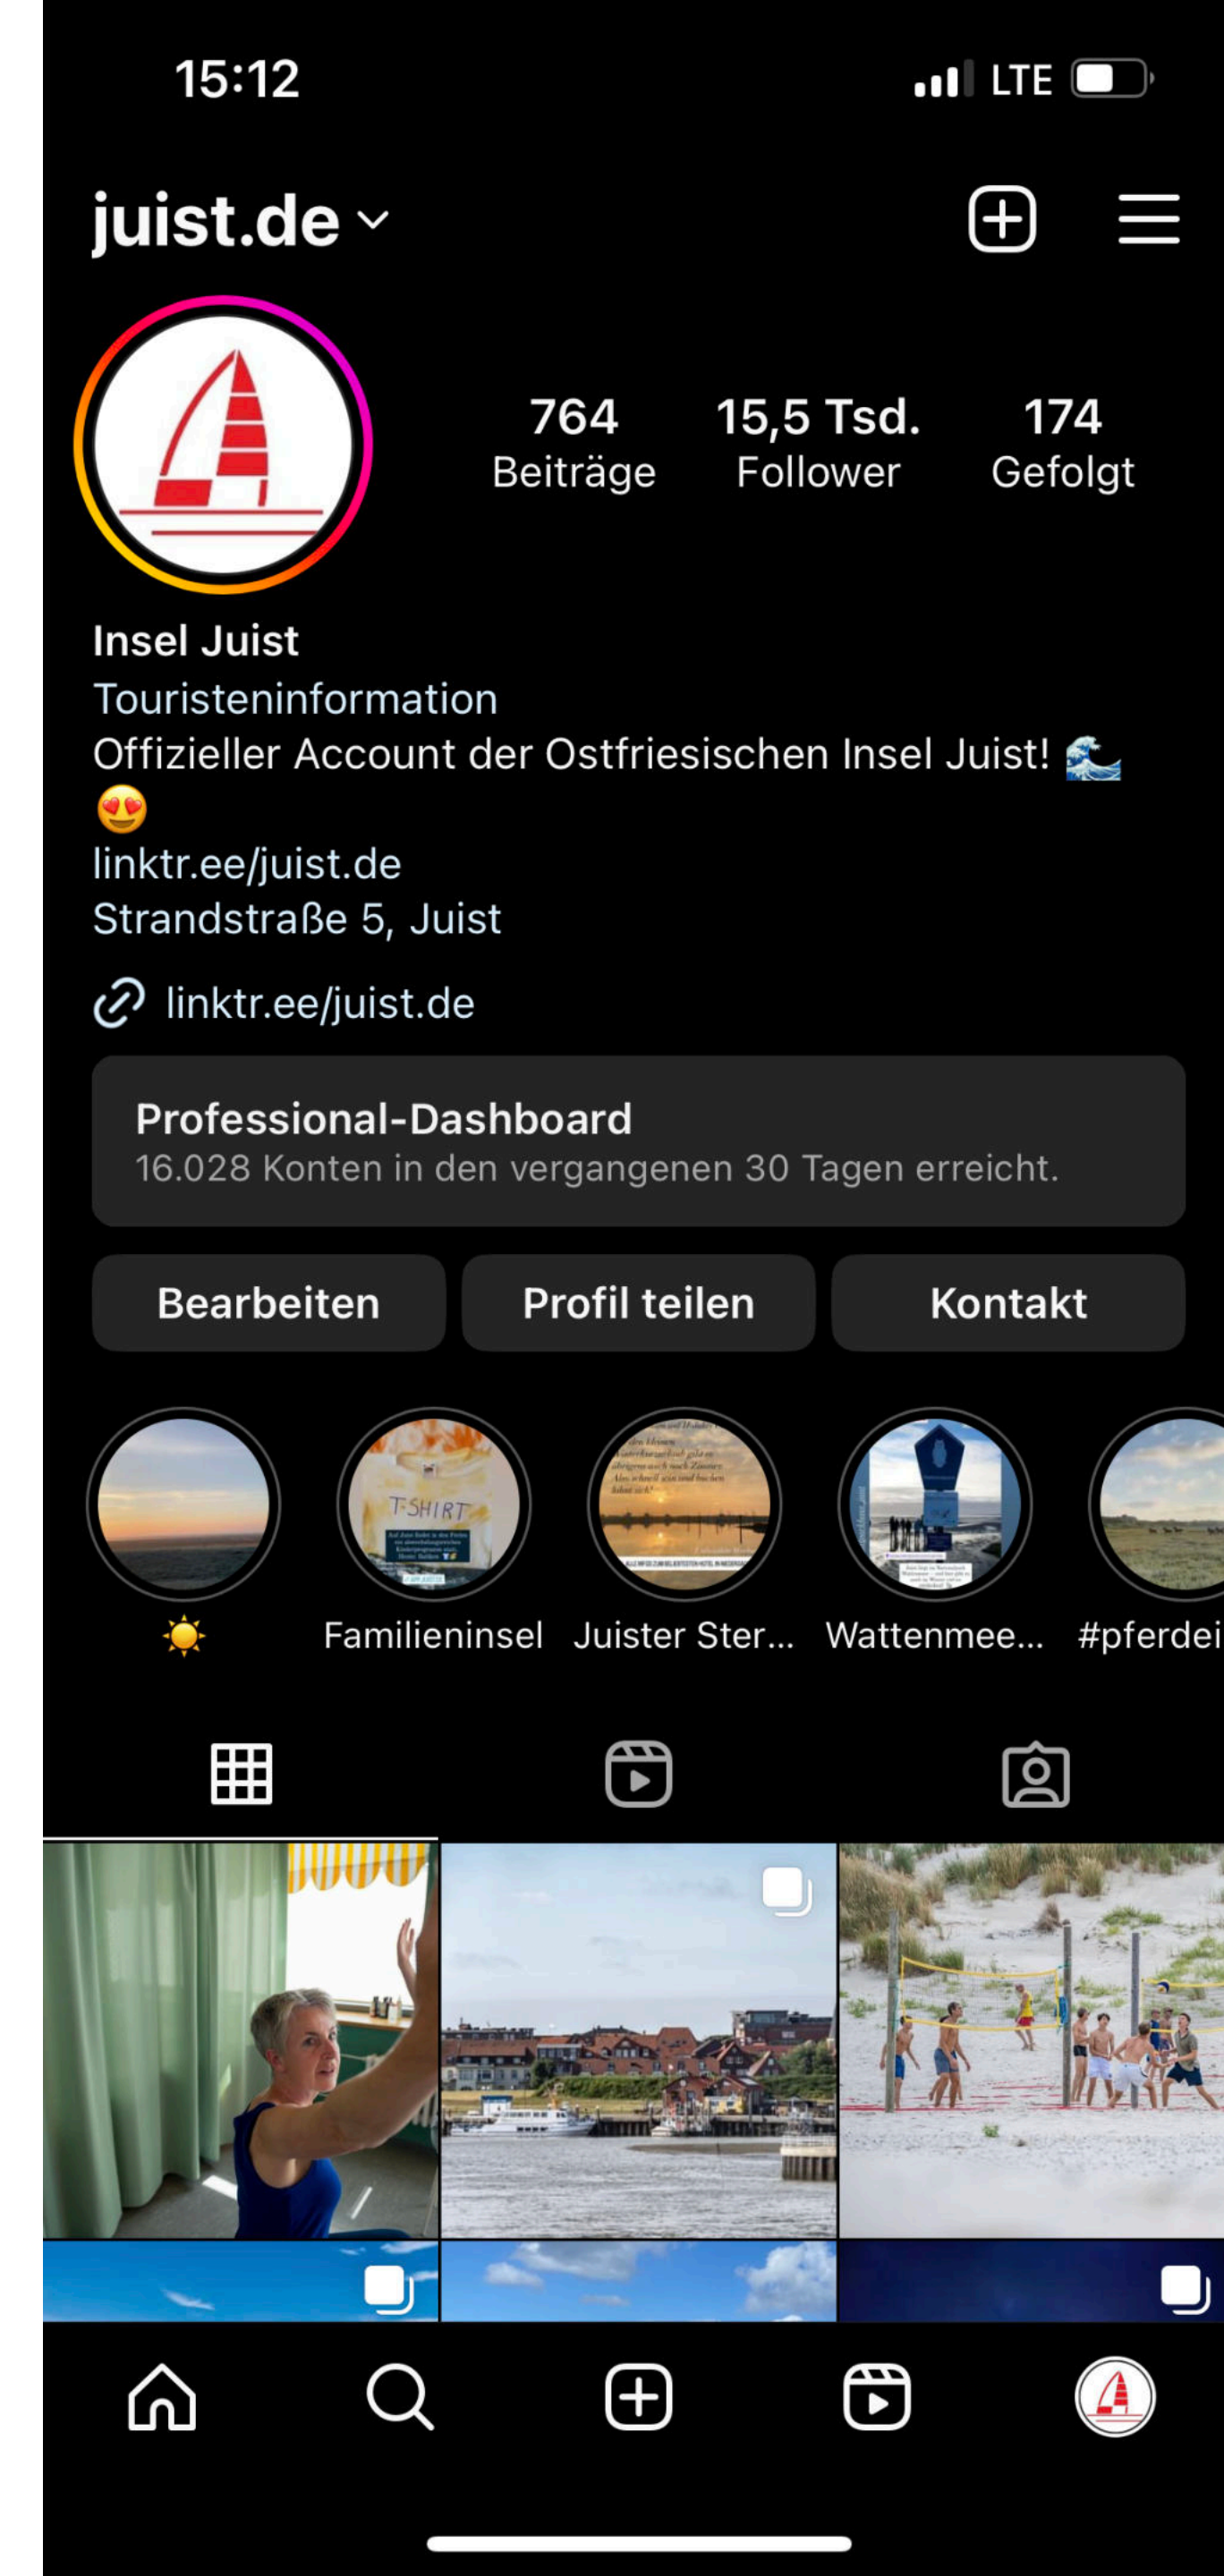 15:12
LTE
juist.de
764
15,5 Tsd.
174
Beiträge
Follower
Gefolgt
Insel Juist
Touristeninformation
Offizieller Account der Ostfriesischen Insel Juist! 🌊
😍
linktr.ee/juist.de
Strandstraße 5, Juist
linktr.ee/juist.de
Professional-Dashboard
16.028 Konten in den vergangenen 30 Tagen erreicht.
Bearbeiten
Profil teilen
Kontakt
T-SHIRT
☀️
Familieninsel
Juister Ster...
Wattenmee...
#pferdei